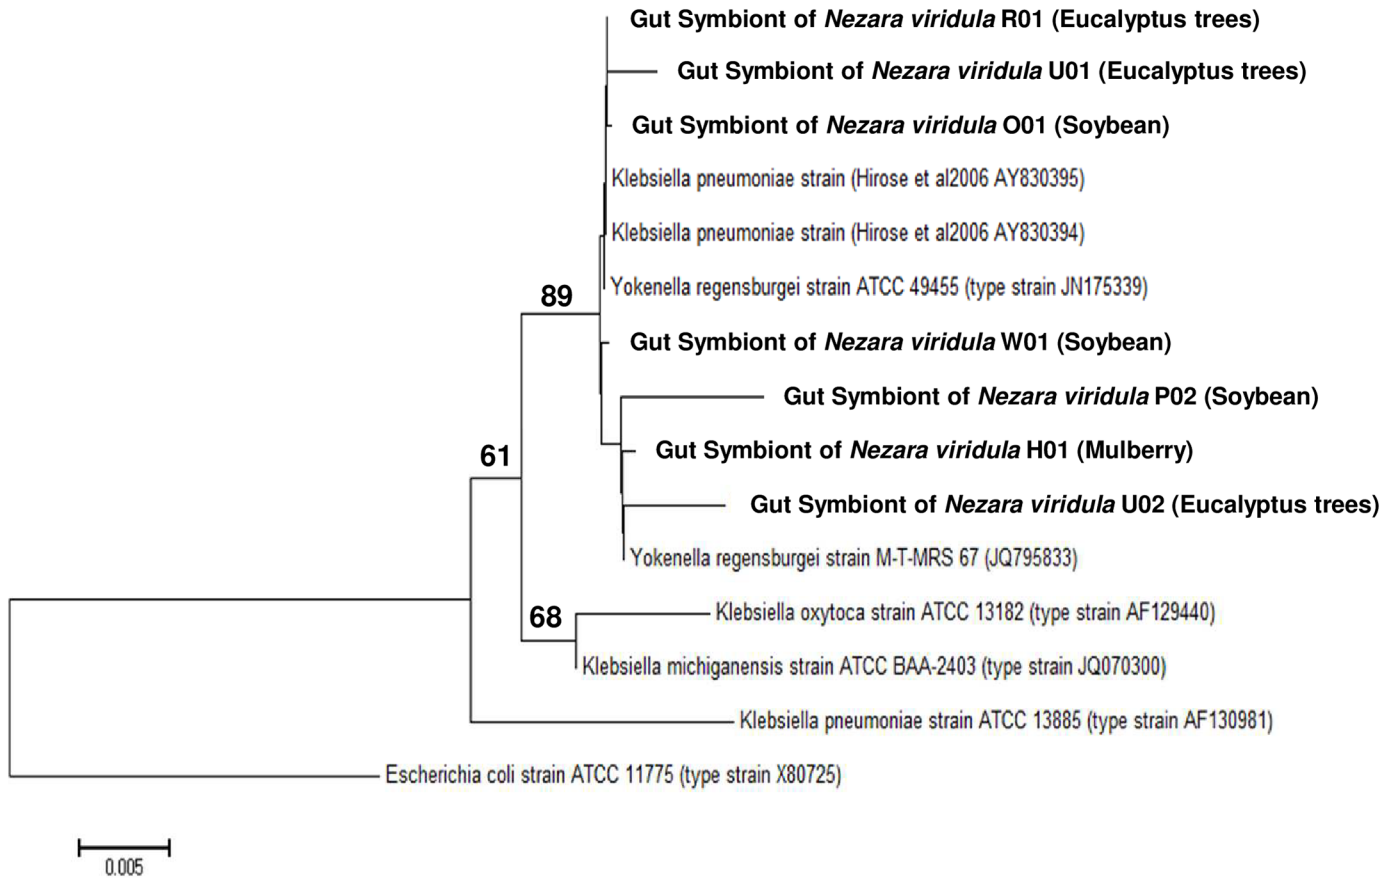 Gut Symbiont of Nezara viridula R01 (Eucalyptus trees)
Gut Symbiont of Nezara viridula U01 (Eucalyptus trees)
Gut Symbiont of Nezara viridula O01 (Soybean)
Klebsiella pneumoniae strain (Hirose et al2006 AY830395)
Klebsiella pneumoniae strain (Hirose et al2006 AY830394)
Yokenella regensburgei strain ATCC 49455 (type strain JN175339)
89
Gut Symbiont of Nezara viridula W01 (Soybean)
Gut Symbiont of Nezara viridula P02 (Soybean)
Gut Symbiont of Nezara viridula H01 (Mulberry)
61
Gut Symbiont of Nezara viridula U02 (Eucalyptus trees)
Yokenella regensburgei strain M-T-MRS 67 (JQ795833)
68
Klebsiella oxytoca strain ATCC 13182 (type strain AF129440)
Klebsiella michiganensis strain ATCC BAA-2403 (type strain JQ070300)
Klebsiella pneumoniae strain ATCC 13885 (type strain AF130981)
Escherichia coli strain ATCC 11775 (type strain X80725)
0.005